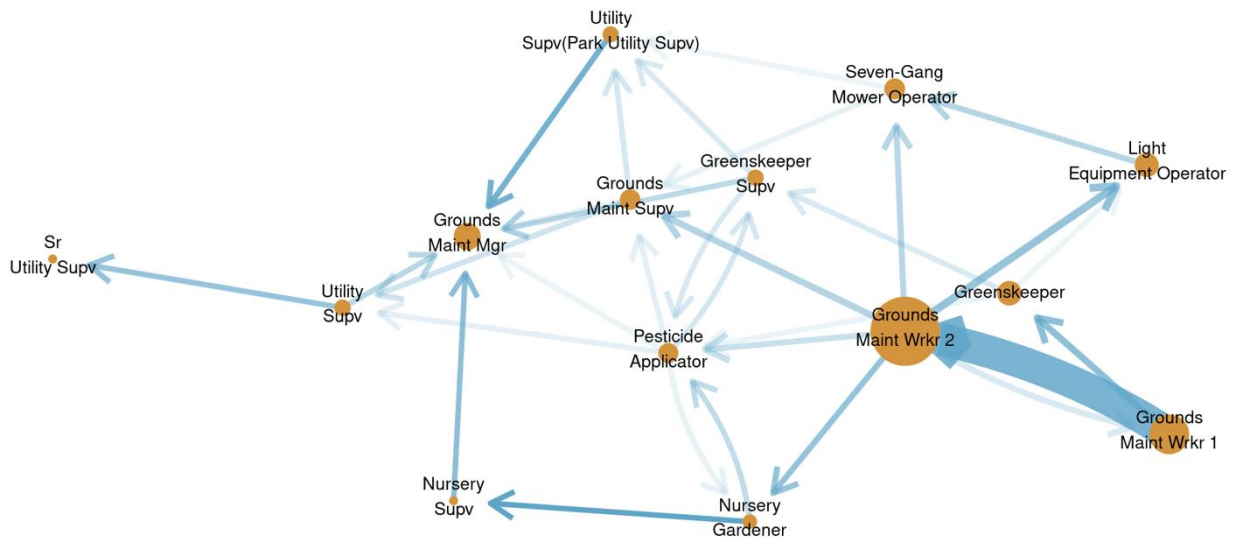 Utility
Supv(Park Utility Supv)
Seven-Gang
Mower Operator
Light
Equipment Operator
Greenskeeper
Supv
Grounds
Maint Supv
Grounds
Maint Mgr
Sr
Utility Supv
Utility
Supv
Greenskeeper
Grounds
Maint Wrkr 2
Pesticide
Applicator
Grounds
Maint Wrkr 1
Nursery
Supv
Nursery
Gardener